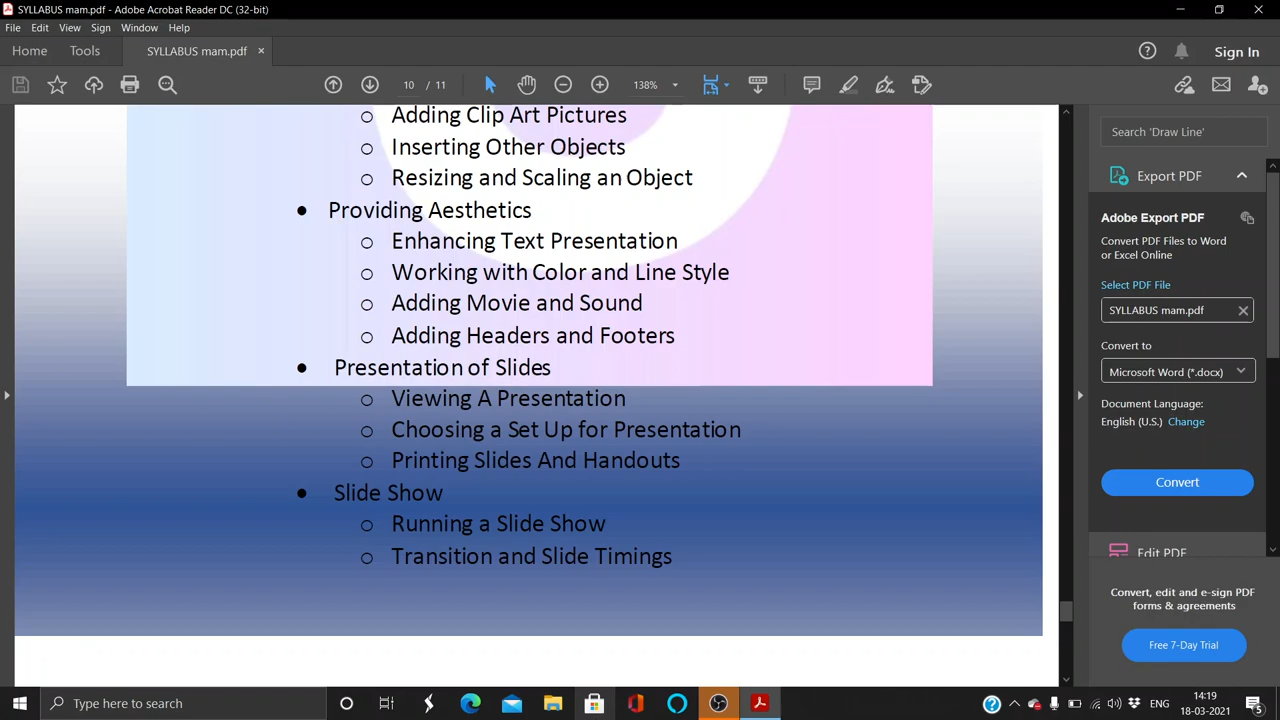 SYLLABUS mam.pdf - Adobe Acrobat Reader DC (32-bit)
File Edit View Sign Window Help
Home Tools SYLLABUS mam.pdf × Sign In
10 / 11 138%
○ Adding Clip Art Pictures
○ Inserting Other Objects
○ Resizing and Scaling an Object
• Providing Aesthetics
○ Enhancing Text Presentation
○ Working with Color and Line Style
○ Adding Movie and Sound
○ Adding Headers and Footers
• Presentation of Slides
○ Viewing A Presentation
○ Choosing a Set Up for Presentation
○ Printing Slides And Handouts
• Slide Show
○ Running a Slide Show
○ Transition and Slide Timings
Search 'Draw Line'
Export PDF
Adobe Export PDF
Convert PDF Files to Word
or Excel Online
Select PDF File
SYLLABUS mam.pdf
Convert to
Microsoft Word (*.docx)
Document Language:
English (U.S.) Change
Convert
Edit PDF
Convert, edit and e-sign PDF
forms & agreements
Free 7-Day Trial
Type here to search
ENG
14:19
18-03-2021
5